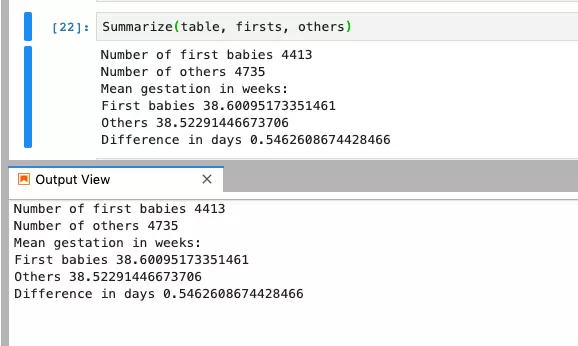 [22]: Summarize(table, firsts, others)
Number of first babies 4413
Number of others 4735
Mean gestation in weeks:
First babies 38.60095173351461
Others 38.52291446673706
Difference in days 0.5462608674428466
Output View
Number of first babies 4413
Number of others 4735
Mean gestation in weeks:
First babies 38.60095173351461
Others 38.52291446673706
Difference in days 0.5462608674428466